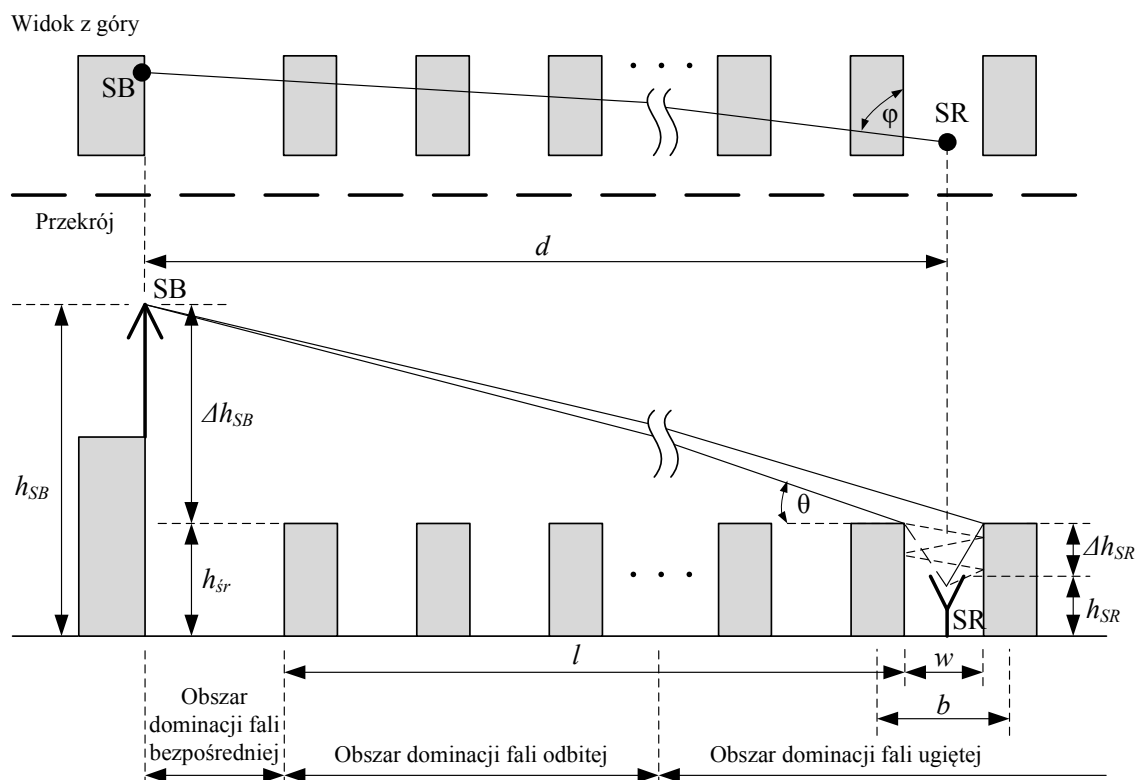 Widok z góry
SB
φ
SR
Przekrój
d
SB
Δh_SB
h_SB
θ
h_śr
Δh_SR
h_SR
SR
l
w
b
Obszar
dominacji fali
bezpośredniej
Obszar dominacji fali odbitej
Obszar dominacji fali ugiętej